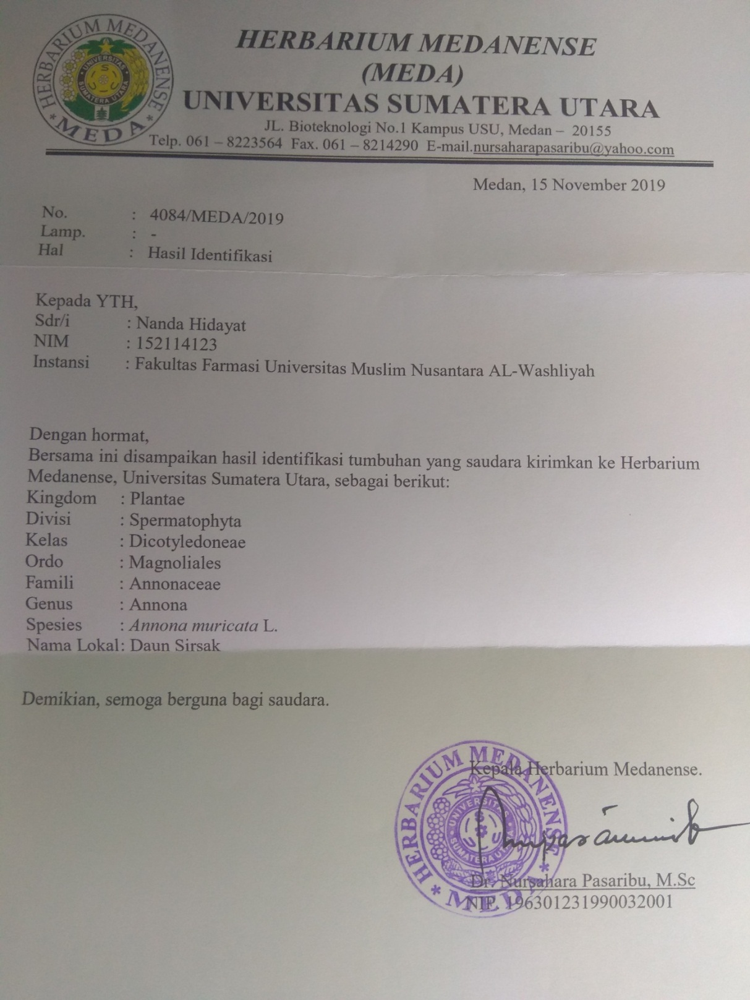 HERBARIUM MEDANENSE
MEDA
UNIVERSITAS
SUMATERA UTARA
HERBARIUM MEDANENSE
(MEDA)
UNIVERSITAS SUMATERA UTARA
JL. Bioteknologi No.1 Kampus USU, Medan – 20155
Telp. 061 – 8223564 Fax. 061 – 8214290 E-mail.nursaharapasaribu@yahoo.com
Medan, 15 November 2019
No. : 4084/MEDA/2019
Lamp. : -
Hal : Hasil Identifikasi
Kepada YTH,
Sdr/i : Nanda Hidayat
NIM : 152114123
Instansi : Fakultas Farmasi Universitas Muslim Nusantara AL-Washliyah
Dengan hormat,
Bersama ini disampaikan hasil identifikasi tumbuhan yang saudara kirimkan ke Herbarium
Medanense, Universitas Sumatera Utara, sebagai berikut:
Kingdom : Plantae
Divisi : Spermatophyta
Kelas : Dicotyledoneae
Ordo : Magnoliales
Famili : Annonaceae
Genus : Annona
Spesies : Annona muricata L.
Nama Lokal: Daun Sirsak
Demikian, semoga berguna bagi saudara.
Kepala Herbarium Medanense.
HERBARIUM MEDANENSE
MEDA
UNIVERSITAS
SUMATERA UTARA
Dr. Nursahara Pasaribu, M.Sc
NIP. 196301231990032001